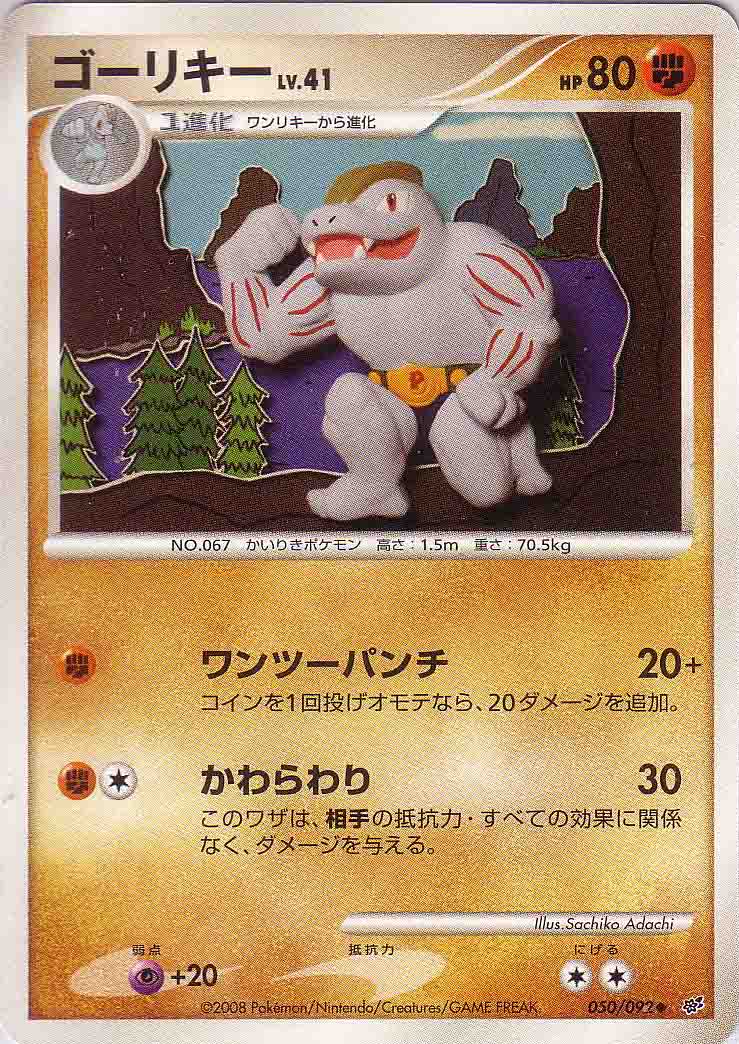 ゴーリキー LV.41 HP 80
1進化 ワンリキーから進化
P
NO.067 かいりきポケモン 高さ:1.5m 重さ:70.5kg
ワンツーパンチ 20+
コインを1回投げオモテなら、20ダメージを追加。
かわらわり 30
このワザは、相手の抵抗力・すべての効果に関係
なく、ダメージを与える。
Illus.Sachiko Adachi
弱点 抵抗力 にげる
+20
©2008 Pokémon/Nintendo/Creatures/GAME FREAK. 050/092